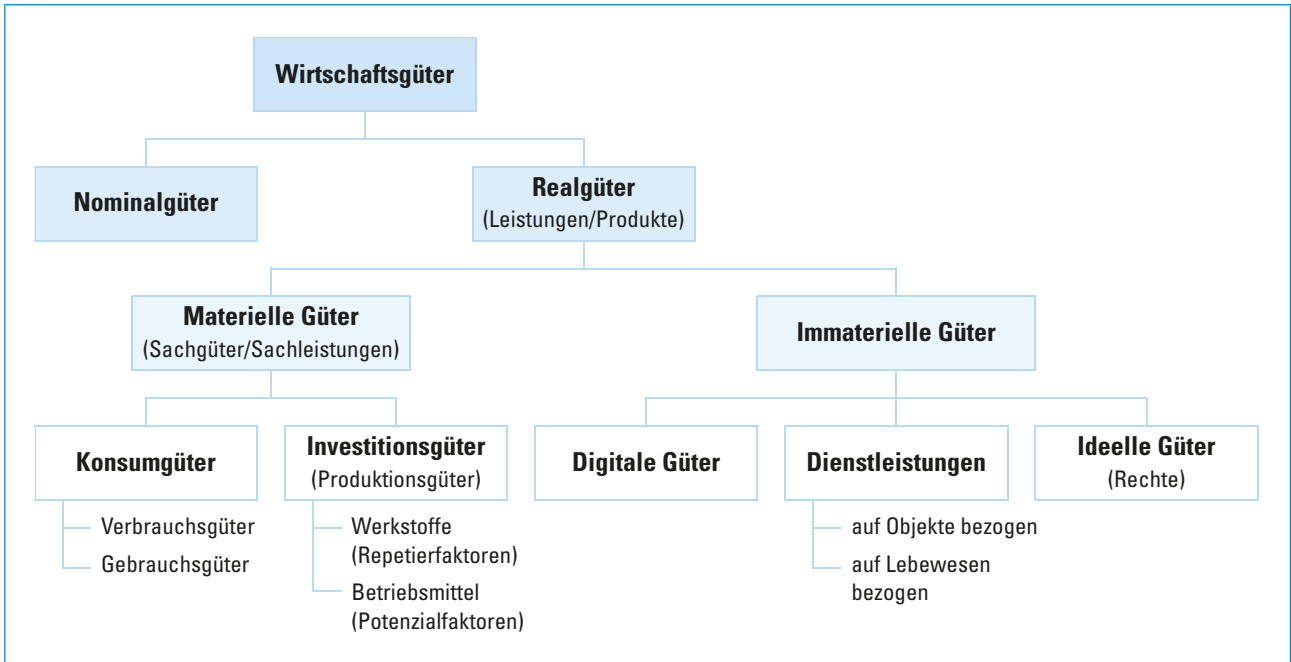 Wirtschaftsgüter
Nominalgüter
Realgüter
(Leistungen/Produkte)
Materielle Güter
(Sachgüter/Sachleistungen)
Immaterielle Güter
Konsumgüter
Verbrauchsgüter
Gebrauchsgüter
Investitionsgüter
(Produktionsgüter)
Werkstoffe
(Repetierfaktoren)
Betriebsmittel
(Potenzialfaktoren)
Digitale Güter
Dienstleistungen
auf Objekte bezogen
auf Lebewesen
bezogen
Ideelle Güter
(Rechte)